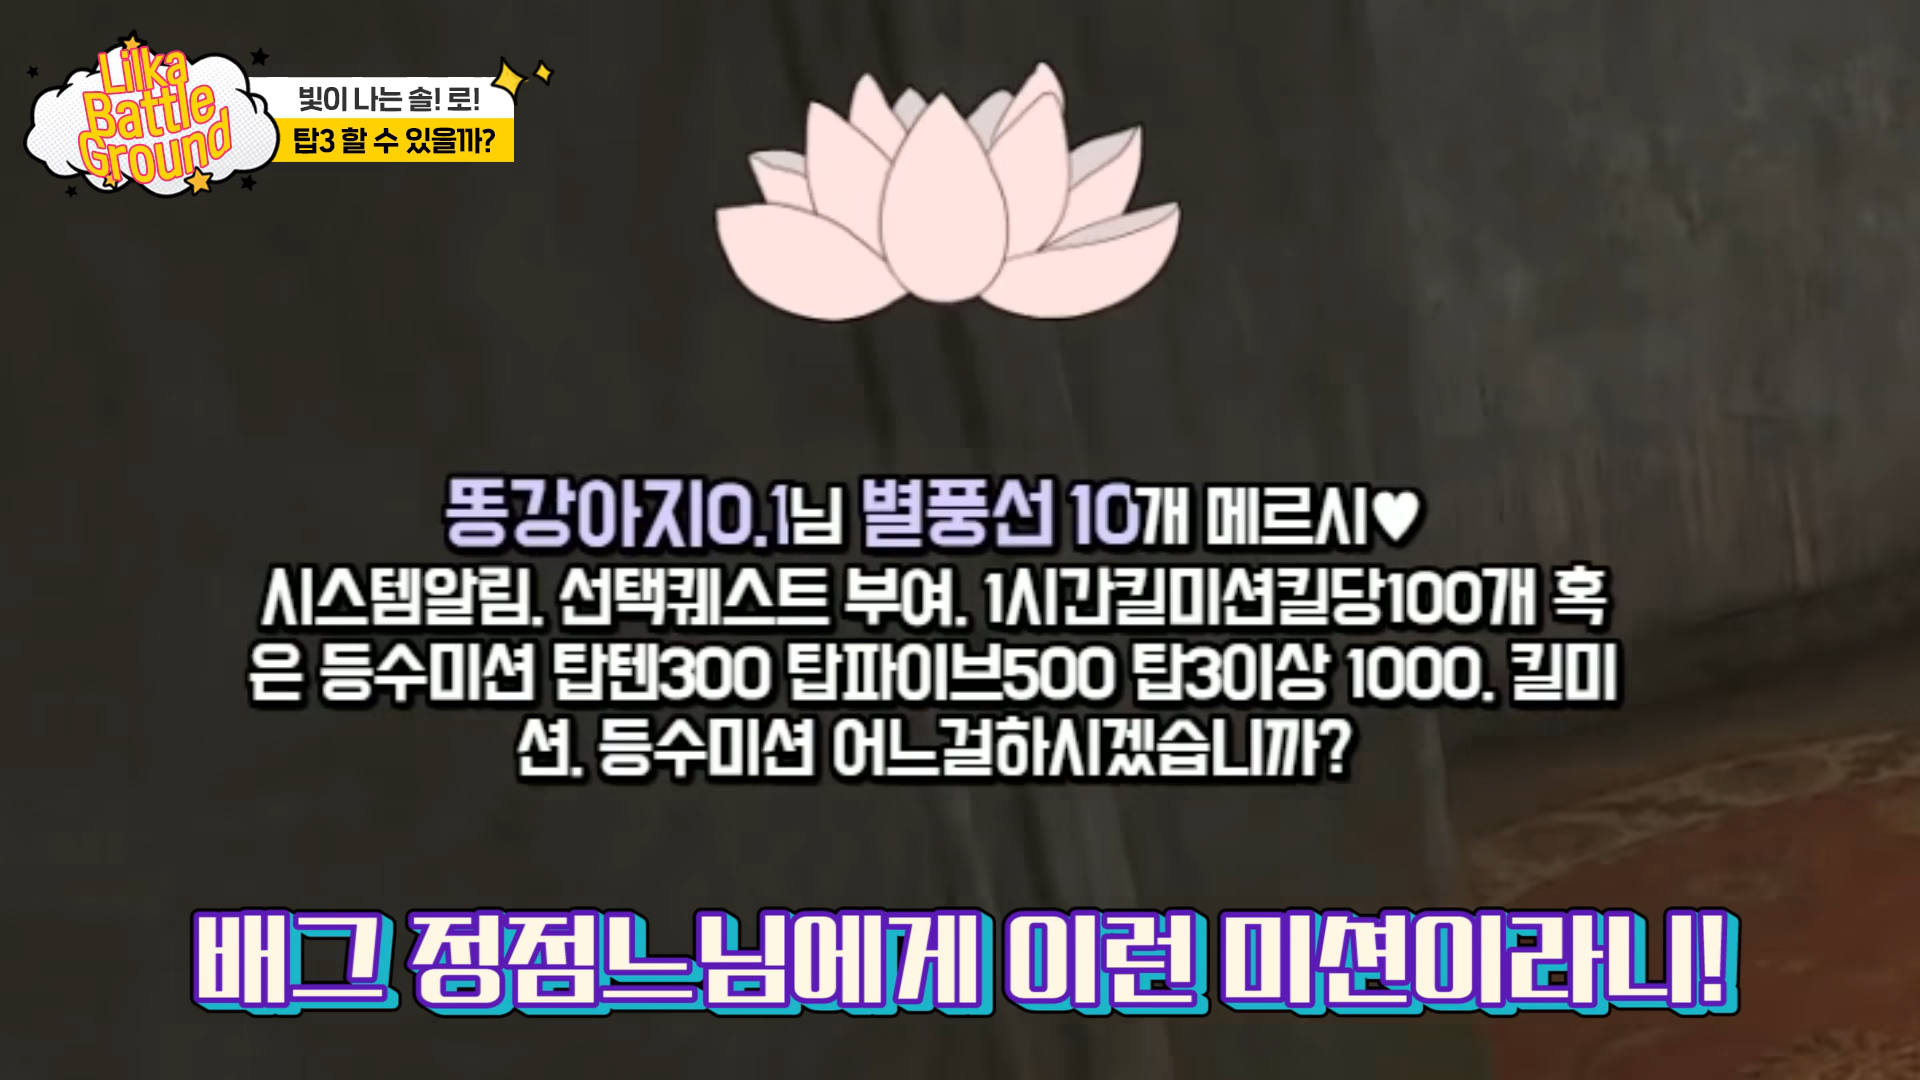 Lilka
Battle
Ground
빛이 나는 솔! 로!
탑3 할 수 있을까?
똥강아지0.1님 별풍선 10개 메르시♥
시스템알림. 선택퀘스트 부여. 1시간킬미션킬당100개 혹
은 등수미션 탑텐300 탑파이브500 탑3이상 1000. 킬미
션. 등수미션 어느걸하시겠습니까?
배그 정점느님에게 이런 미션이라니!